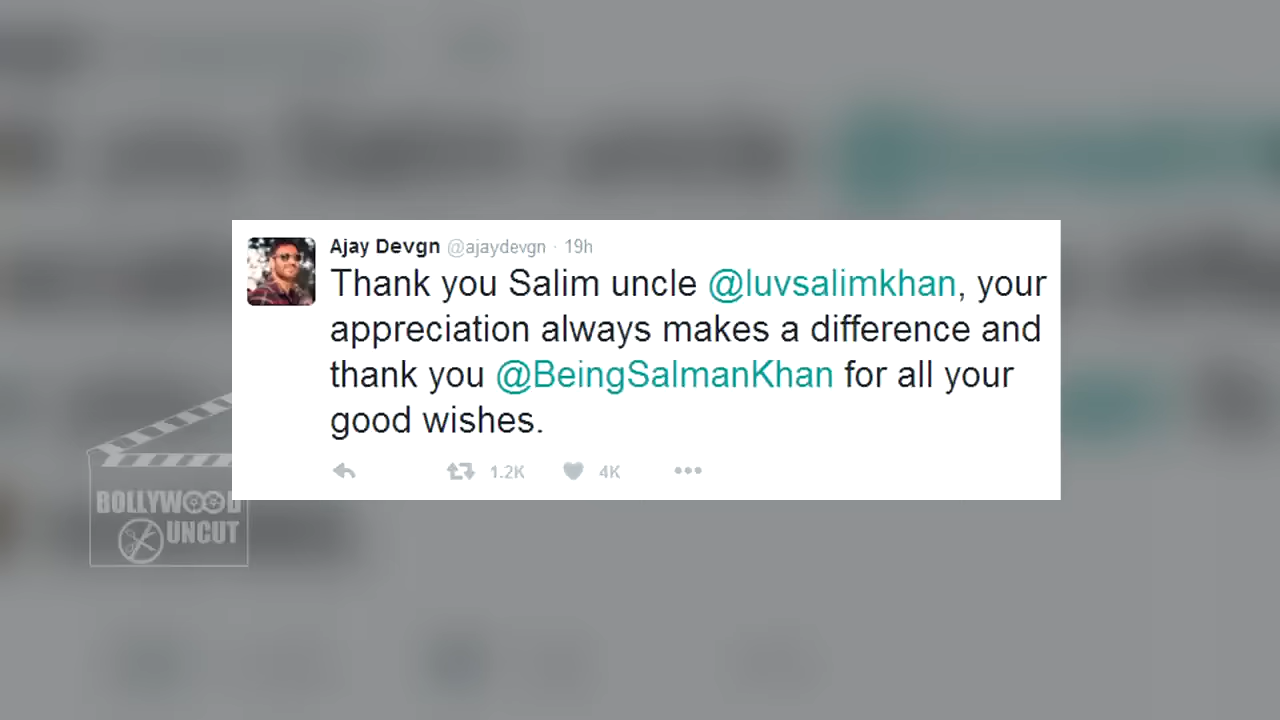 Ajay Devgn @ajaydevgn · 19h
Thank you Salim uncle @luvsalimkhan, your
appreciation always makes a difference and
thank you @BeingSalmanKhan for all your
good wishes.
1.2K 4K
BOLLYWOOD
UNCUT